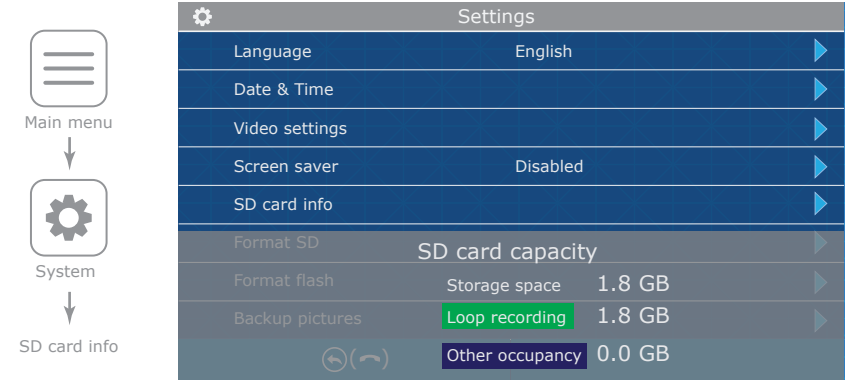 Main menu
System
SD card info
Settings
Language English
Date & Time
Video settings
Screen saver Disabled
SD card info
Format SD
Format flash
Backup pictures
SD card capacity
Storage space 1.8 GB
Loop recording 1.8 GB
Other occupancy 0.0 GB